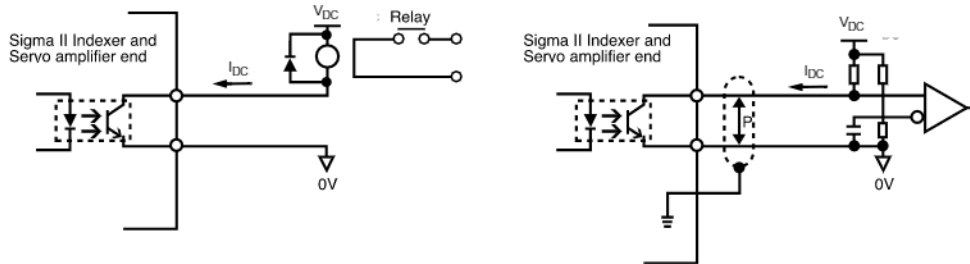 VDC
Relay
Sigma II Indexer and
Servo amplifier end
IDC
0V
VDC
Sigma II Indexer and
Servo amplifier end
IDC
P
0V